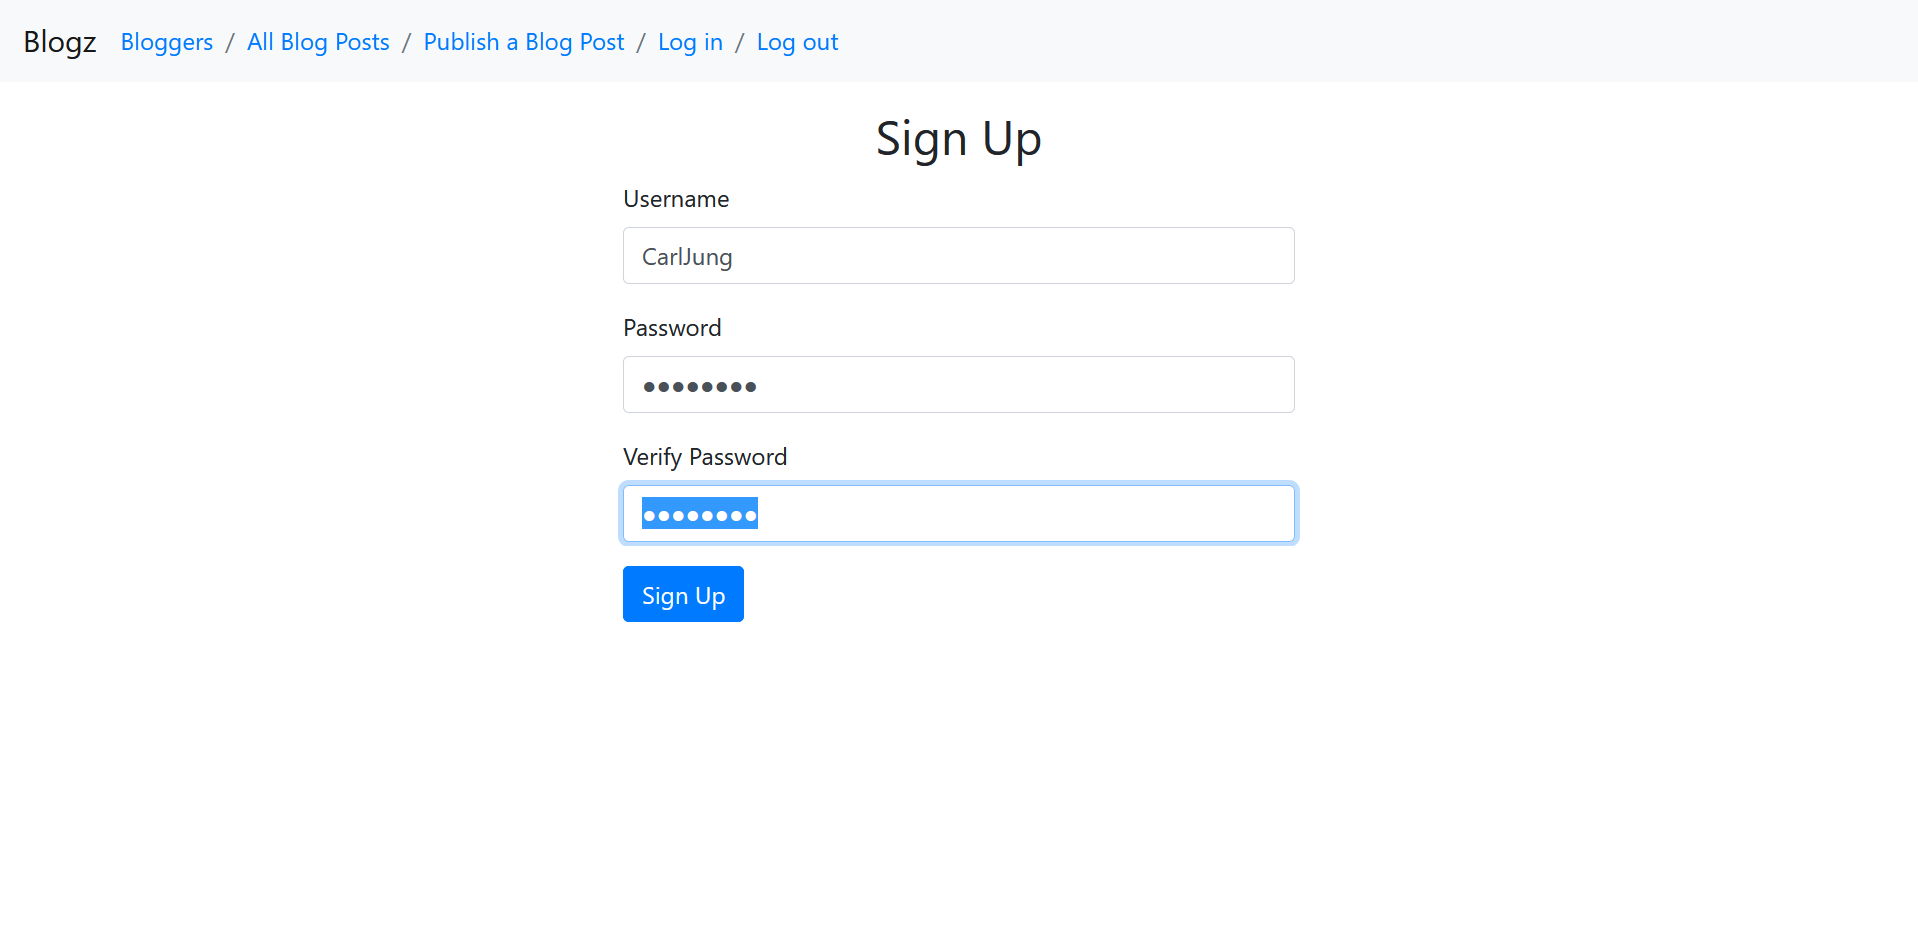 Blogz Bloggers / All Blog Posts / Publish a Blog Post / Log in / Log out
Sign Up
Username
CarlJung
Password
●●●●●●●●
Verify Password
●●●●●●●●
Sign Up